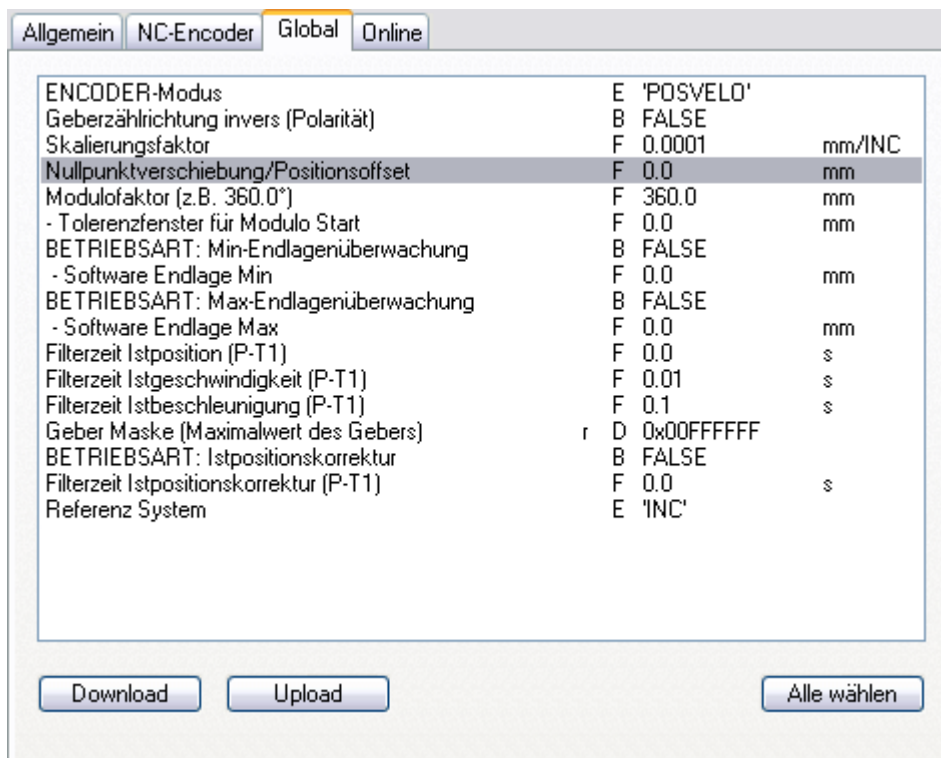 Allgemein NC-Encoder Global Online
ENCODER-Modus E 'POSVELO'
Geberzählrichtung invers (Polarität) B FALSE
Skalierungsfaktor F 0.0001 mm/INC
Nullpunktverschiebung/Positionsoffset F 0.0 mm
Modulofaktor (z.B. 360.0°) F 360.0 mm
- Tolerenzfenster für Modulo Start F 0.0 mm
BETRIEBSART: Min-Endlagenüberwachung B FALSE
- Software Endlage Min F 0.0 mm
BETRIEBSART: Max-Endlagenüberwachung B FALSE
- Software Endlage Max F 0.0 mm
Filterzeit Istposition (P-T1) F 0.0 s
Filterzeit Istgeschwindigkeit (P-T1) F 0.01 s
Filterzeit Istbeschleunigung (P-T1) F 0.1 s
Geber Maske (Maximalwert des Gebers) r D 0x00FFFFFF
BETRIEBSART: Istpositionskorrektur B FALSE
Filterzeit Istpositionskorrektur (P-T1) F 0.0 s
Referenz System E 'INC'
Download Upload Alle wählen